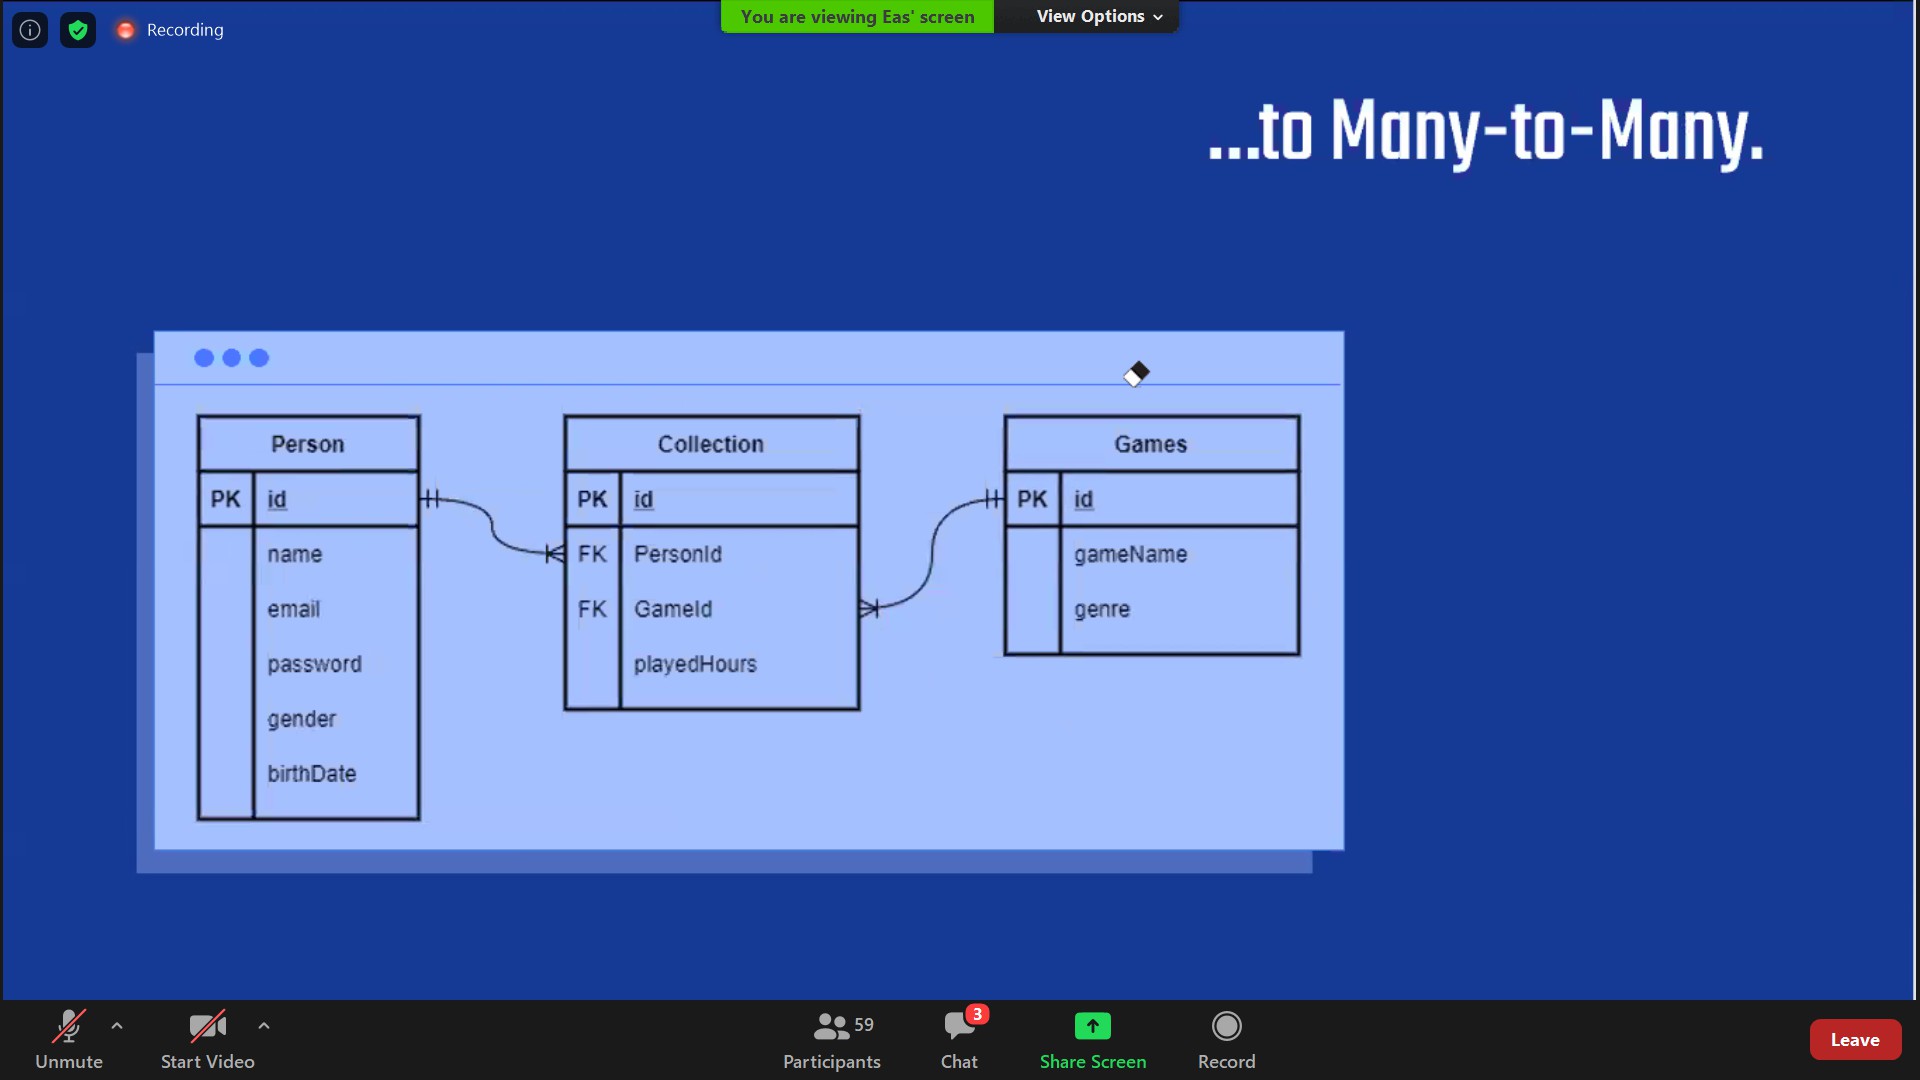 You are viewing Eas' screen
View Options
Recording
...to Many-to-Many.
Person
PK id
name
email
password
gender
birthDate
Collection
PK id
FK PersonId
FK GameId
playedHours
Games
PK id
gameName
genre
Unmute
Start Video
59
Participants
3
Chat
Share Screen
Record
Leave